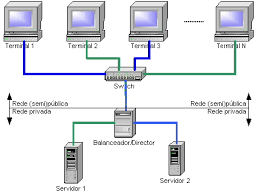 Terminal 1
Terminal 2
Terminal 3
Terminal N
Switch
Rede (semi)pública
Rede (semi)pública
Rede privada
Rede privada
Balanceador/Director
Servidor 1
Servidor 2